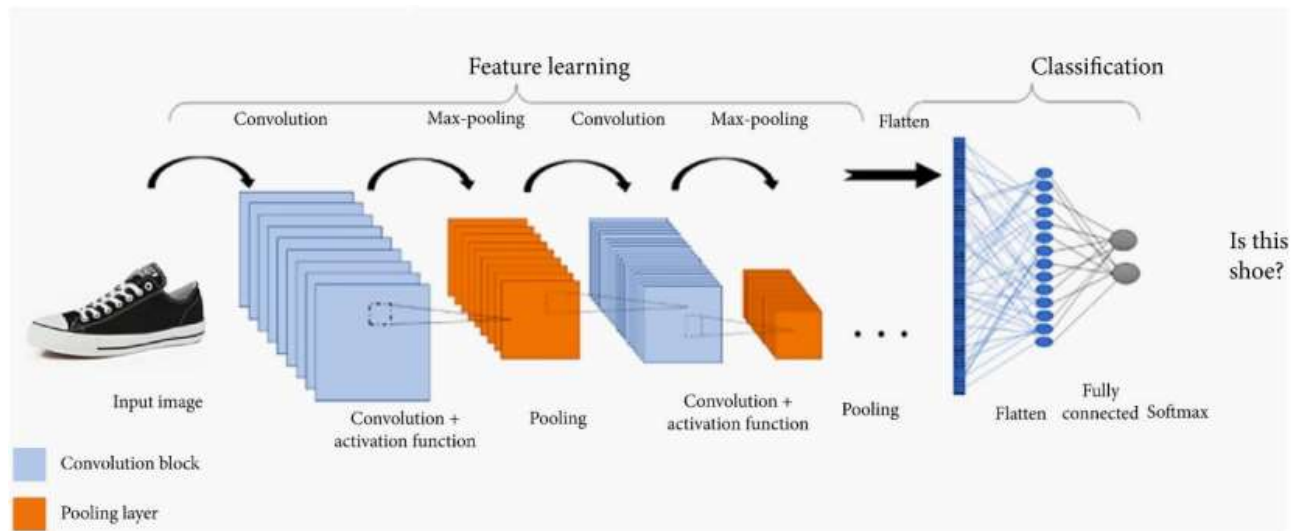 Feature learning
Classification
Convolution
Max-pooling
Convolution
Max-pooling
Flatten
Is this
shoe?
Input image
Convolution +
activation function
Pooling
Convolution +
activation function
Pooling
Flatten
Fully
connected
Softmax
Convolution block
Pooling layer